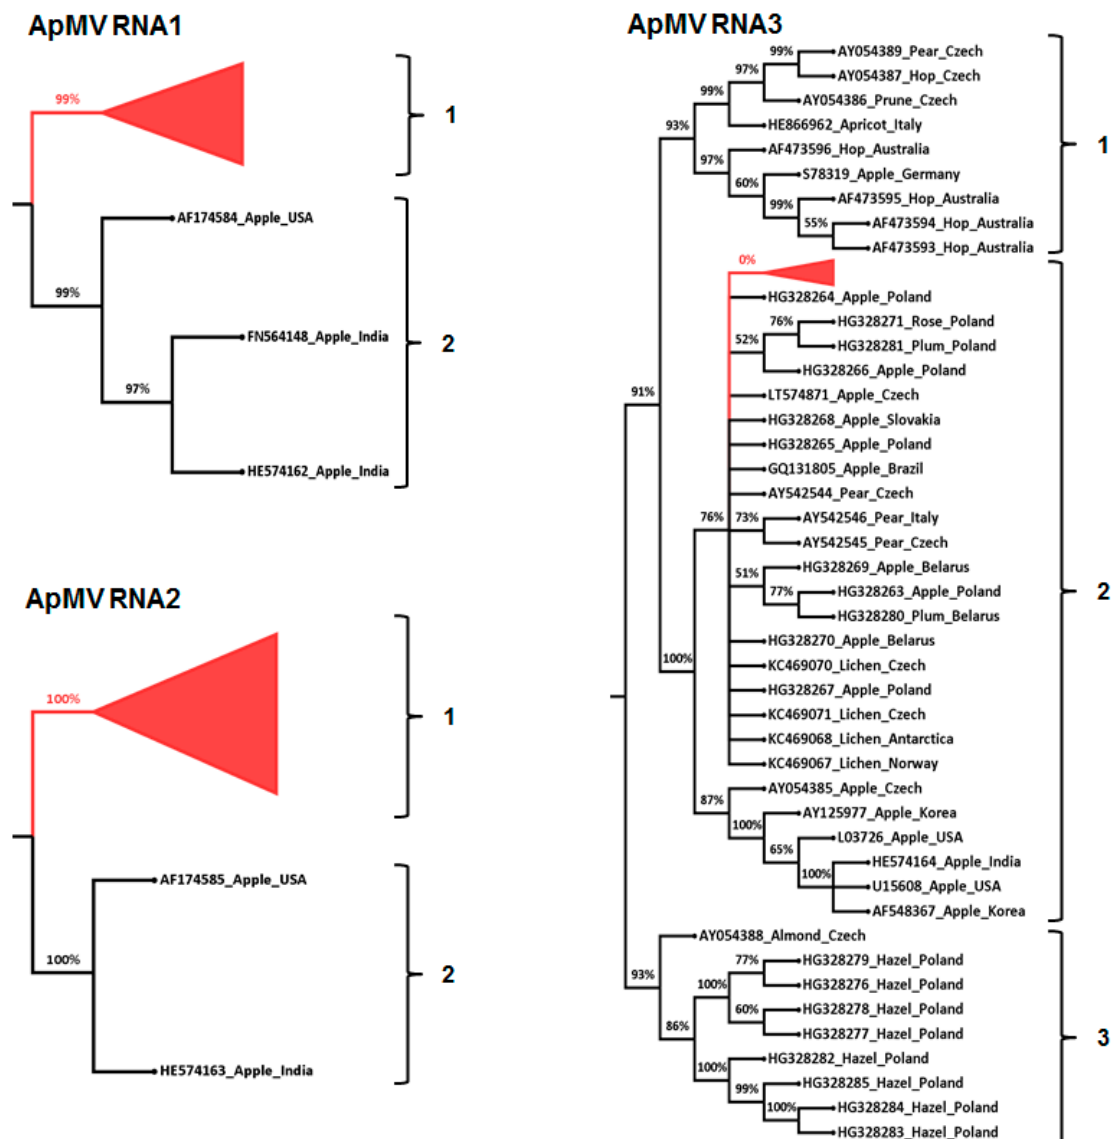 ApMV RNA1
99%
1
AF174584_Apple_USA
99%
FN564148_Apple_India
2
97%
HE574162_Apple_India
ApMV RNA2
100%
1
AF174585_Apple_USA
100%
2
HE574163_Apple_India
ApMV RNA3
99%
AY054389_Pear_Czech
97%
AY054387_Hop_Czech
99%
AY054386_Prune_Czech
93%
HE866962_Apricot_Italy
1
97%
AF473596_Hop_Australia
60%
S78319_Apple_Germany
99%
AF473595_Hop_Australia
55%
AF473594_Hop_Australia
AF473593_Hop_Australia
0%
HG328264_Apple_Poland
76%
HG328271_Rose_Poland
52%
HG328281_Plum_Poland
HG328266_Apple_Poland
91%
LT574871_Apple_Czech
HG328268_Apple_Slovakia
HG328265_Apple_Poland
GQ131805_Apple_Brazil
AY542544_Pear_Czech
76%
73%
AY542546_Pear_Italy
AY542545_Pear_Czech
51%
HG328269_Apple_Belarus
77%
HG328263_Apple_Poland
2
HG328280_Plum_Belarus
HG328270_Apple_Belarus
100%
KC469070_Lichen_Czech
HG328267_Apple_Poland
KC469071_Lichen_Czech
KC469068_Lichen_Antarctica
KC469067_Lichen_Norway
87%
AY054385_Apple_Czech
100%
AY125977_Apple_Korea
65%
L03726_Apple_USA
100%
HE574164_Apple_India
U15608_Apple_USA
AF548367_Apple_Korea
AY054388_Almond_Czech
93%
77%
HG328279_Hazel_Poland
100%
HG328276_Hazel_Poland
60%
HG328278_Hazel_Poland
86%
HG328277_Hazel_Poland
3
100%
HG328282_Hazel_Poland
99%
HG328285_Hazel_Poland
100%
HG328284_Hazel_Poland
HG328283_Hazel_Poland